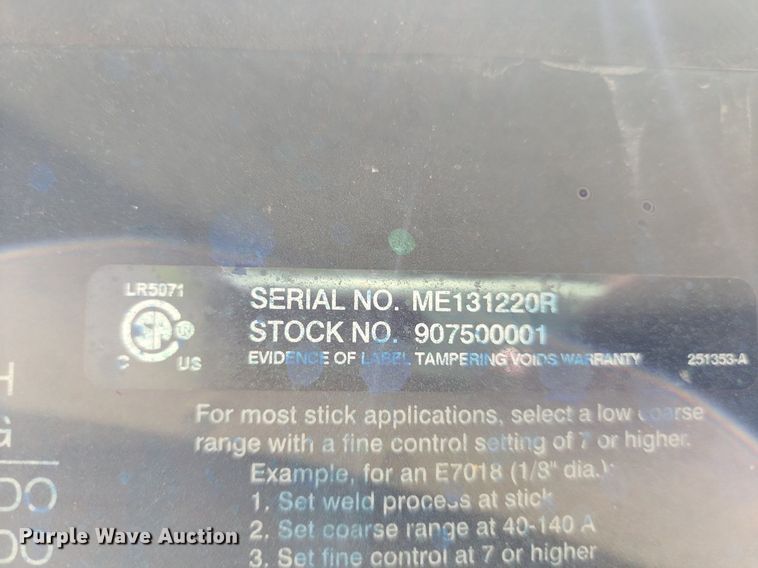 LR5071
SERIAL NO. ME131220R
STOCK NO. 907500001
C US
EVIDENCE OF LABEL TAMPERING VOIDS WARRANTY 251353-A
For most stick applications, select a low coarse
range with a fine control setting of 7 or higher.
Example, for an E7018 (1/8" dia.):
1. Set weld process at stick
2. Set coarse range at 40-140 A
3. Set fine control at 7 or higher
Purple Wave Auction
Purple Wave Auction